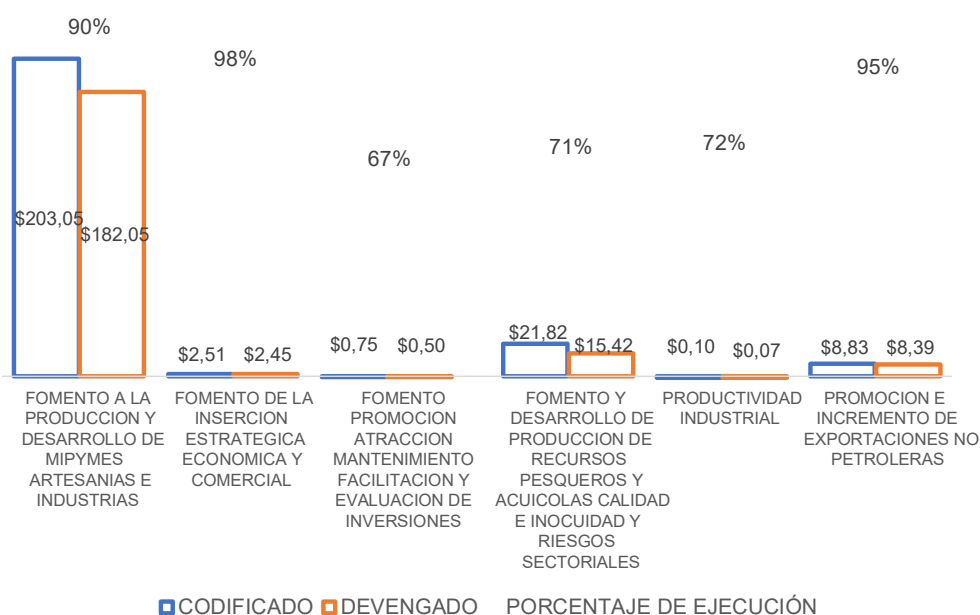 90%
98%
67%
71%
72%
95%
$203,05
$182,05
$2,51
$2,45
$0,75
$0,50
$21,82
$15,42
$0,10
$0,07
$8,83
$8,39
FOMENTO A LA
PRODUCCION Y
DESARROLLO DE
MIPYMES
ARTESANIAS E
INDUSTRIAS
FOMENTO DE LA
INSERCION
ESTRATEGICA
ECONOMICA Y
COMERCIAL
FOMENTO
PROMOCION
ATRACCION
MANTENIMIENTO
FACILITACION Y
EVALUACION DE
INVERSIONES
FOMENTO Y
DESARROLLO DE
PRODUCCION DE
RECURSOS
PESQUEROS Y
ACUICOLAS CALIDAD
E INOCUIDAD Y
RIESGOS
SECTORIALES
PRODUCTIVIDAD
INDUSTRIAL
PROMOCION E
INCREMENTO DE
EXPORTACIONES NO
PETROLERAS
CODIFICADO DEVENGADO PORCENTAJE DE EJECUCIÓN